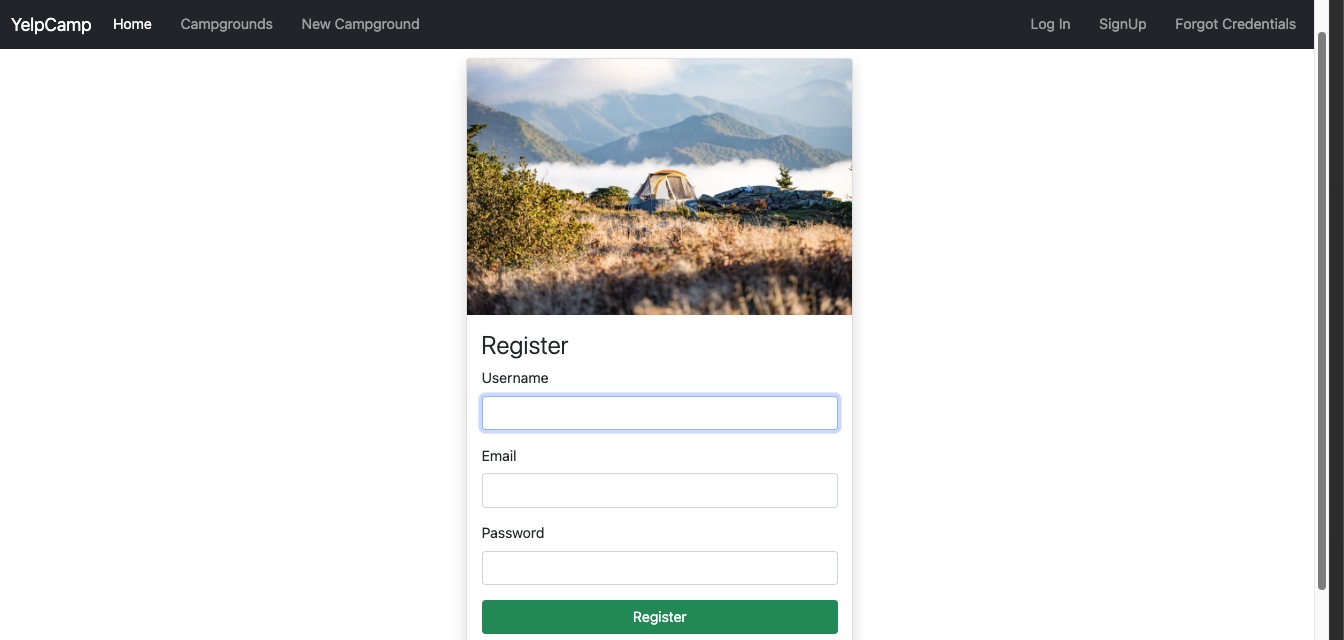 YelpCamp Home Campgrounds New Campground Log In SignUp Forgot Credentials
Register
Username
Email
Password
Register